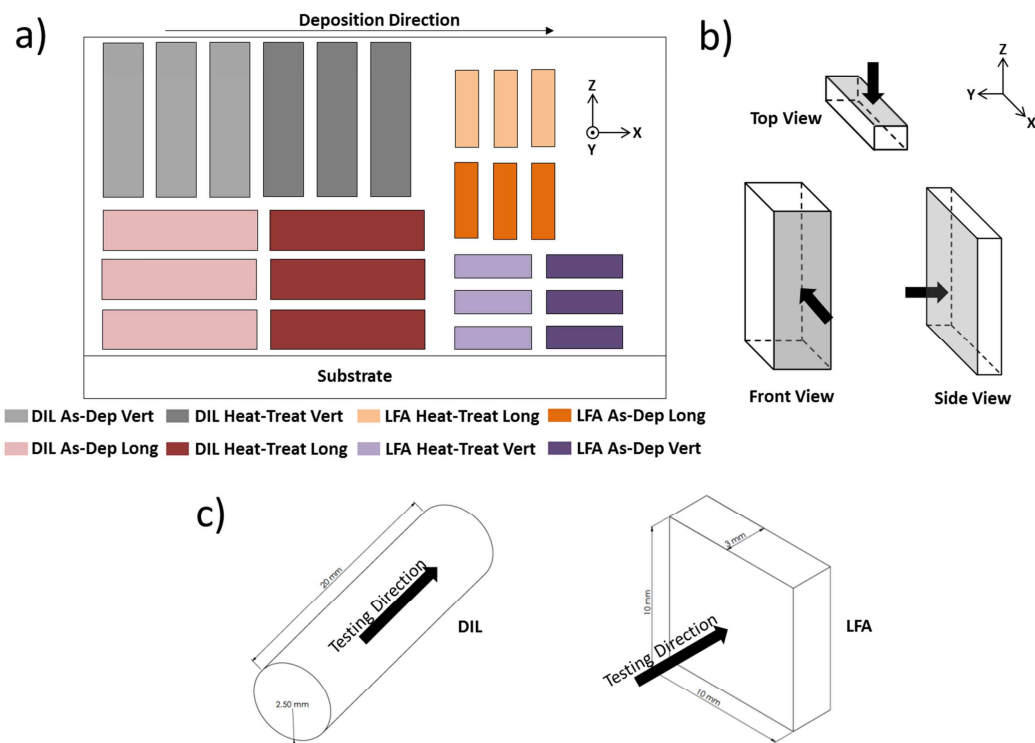 a)
Deposition Direction
Z
X
Y
Substrate
DIL As-Dep Vert
DIL Heat-Treat Vert
LFA Heat-Treat Long
LFA As-Dep Long
DIL As-Dep Long
DIL Heat-Treat Long
LFA Heat-Treat Vert
LFA As-Dep Vert
b)
Z
Y
X
Top View
Front View
Side View
c)
20 mm
Testing Direction
DIL
2.50 mm
3 mm
10 mm
Testing Direction
LFA
10 mm